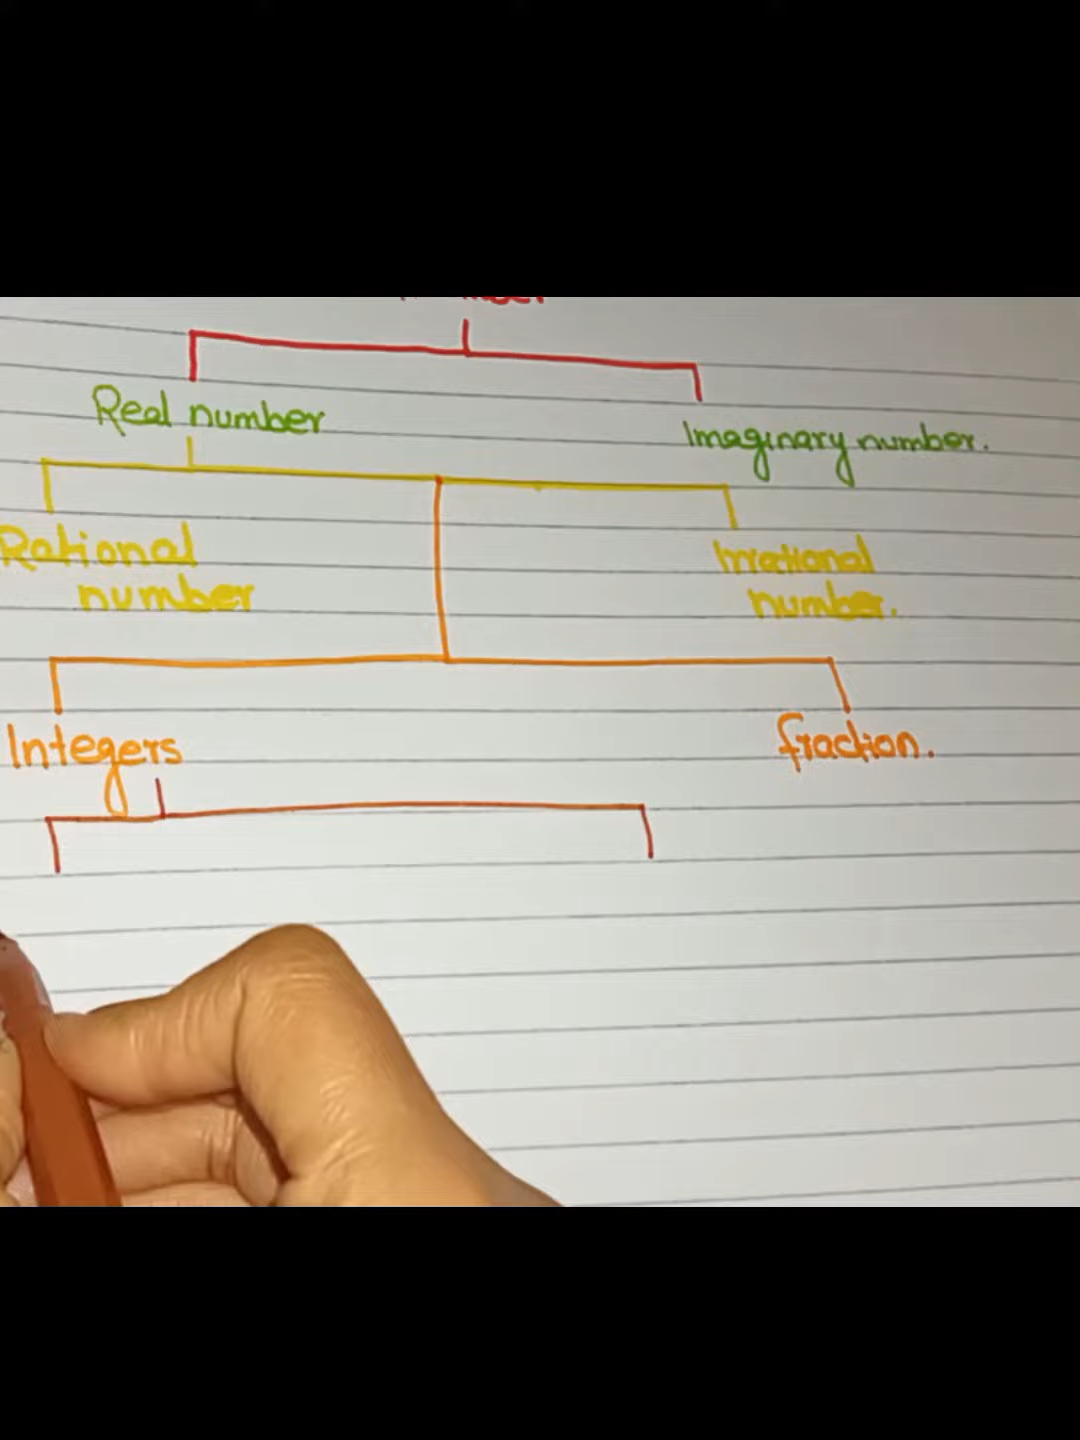 Real number
Imaginary number.
Rational
number
Irrational
number.
Integers
fraction.